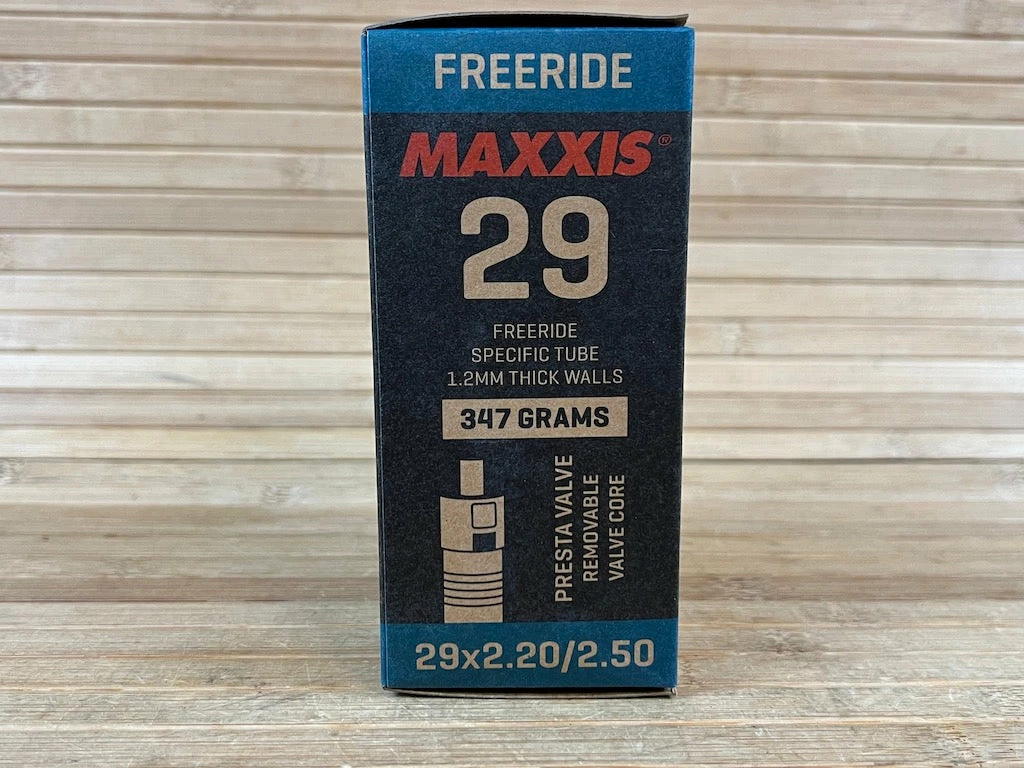 FREERIDE
MAXXIS®
29
FREERIDE
SPECIFIC TUBE
1.2MM THICK WALLS
347 GRAMS
PRESTA VALVE
REMOVABLE
VALVE CORE
29x2.20/2.50